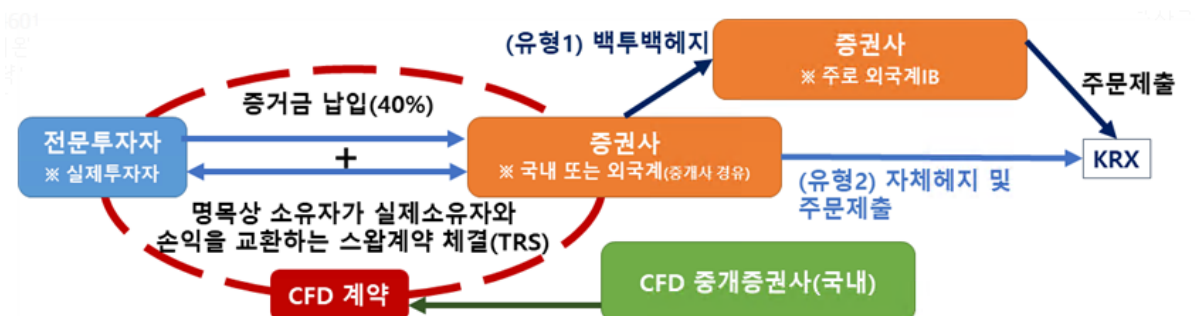 (유형1) 백투백헤지
증권사
※ 주로 외국계IB
주문제출
증거금 납입(40%)
전문투자자
※ 실제투자자
+
증권사
※ 국내 또는 외국계(중개사 경유)
KRX
(유형2) 자체헤지 및
주문제출
명목상 소유자가 실제소유자와
손익을 교환하는 스왑계약 체결(TRS)
CFD 계약
CFD 중개증권사(국내)